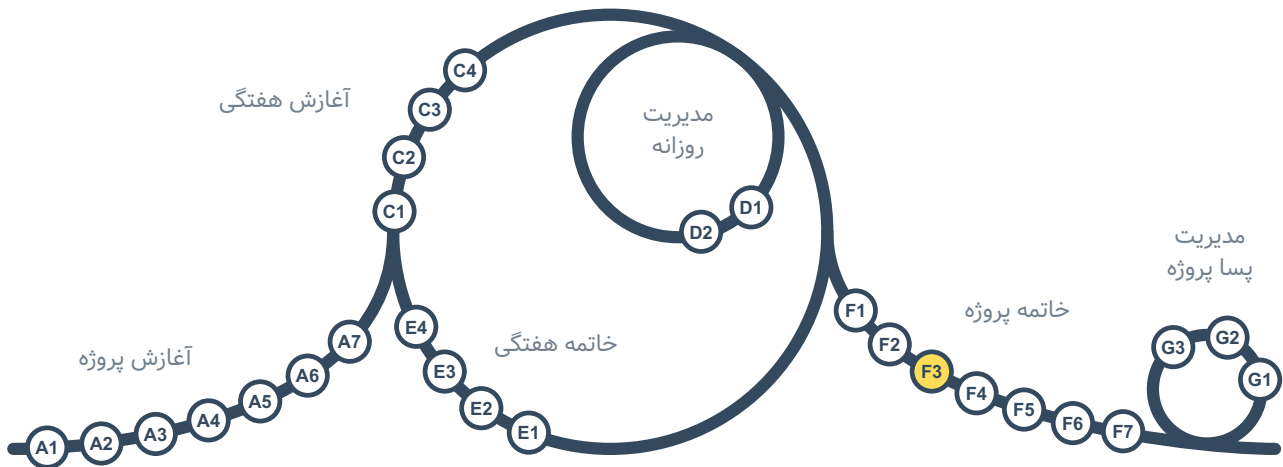 آغازش پروژه
A1
A2
A3
A4
A5
A6
A7
آغازش هفتگی
C1
C2
C3
C4
مدیریت
روزانه
D1
D2
خاتمه هفتگی
E1
E2
E3
E4
خاتمه پروژه
F1
F2
F3
F4
F5
F6
F7
مدیریت
پسا پروژه
G1
G2
G3